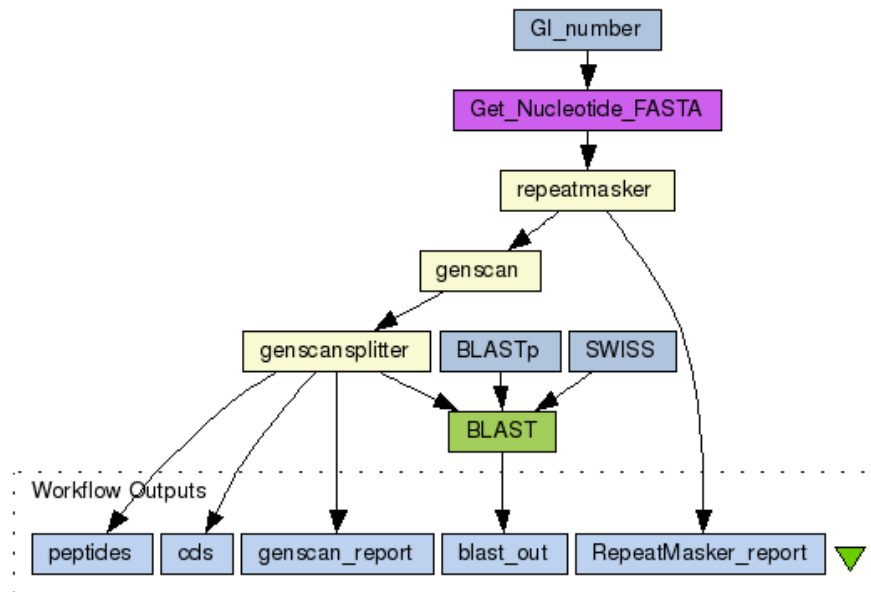 GI_number
Get_Nucleotide_FASTA
repeatmasker
genscan
genscansplitter
BLASTp
SWISS
BLAST
Workflow Outputs
peptides
cds
genscan_report
blast_out
RepeatMasker_report